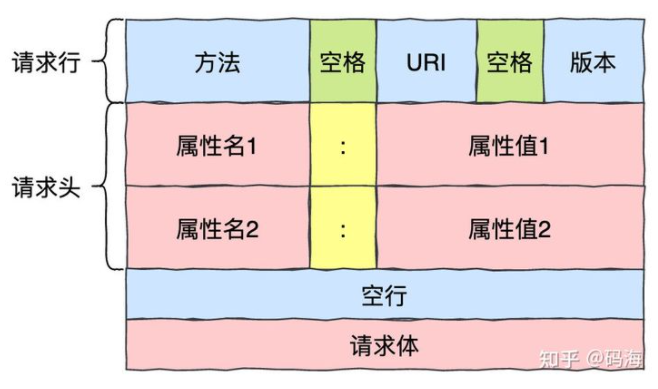 请求行 方法 空格 URI 空格 版本
请求头 属性名1 : 属性值1
属性名2 : 属性值2
空行
请求体
知乎 @码海